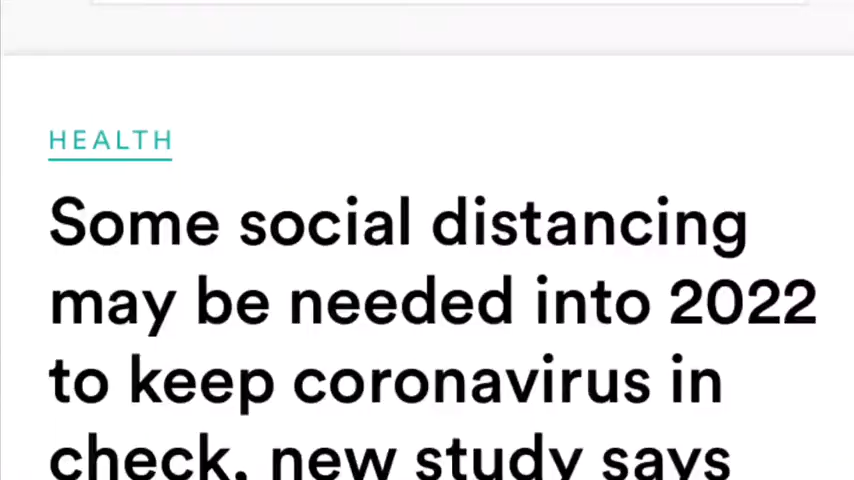 HEALTH
Some social distancing
may be needed into 2022
to keep coronavirus in
check, new study says